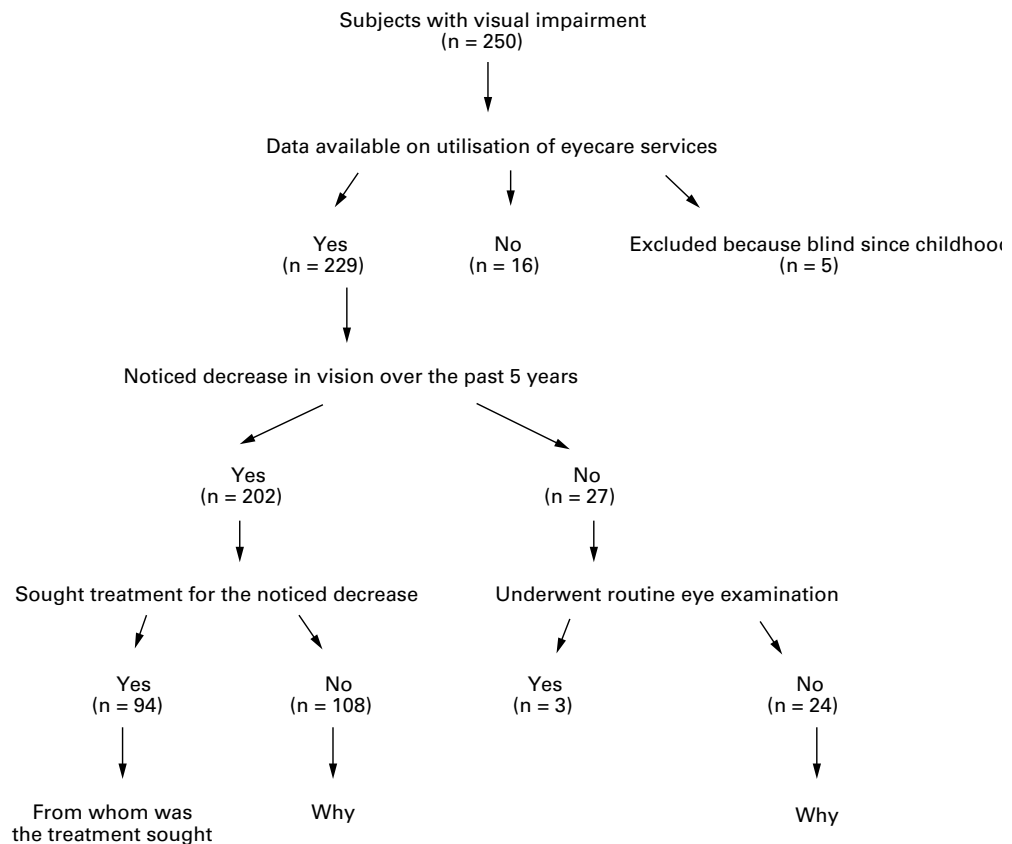 Subjects with visual impairment
(n = 250)
Data available on utilisation of eyecare services
Yes
(n = 229)
No
(n = 16)
Excluded because blind since childhood
(n = 5)
Noticed decrease in vision over the past 5 years
Yes
(n = 202)
No
(n = 27)
Sought treatment for the noticed decrease
Underwent routine eye examination
Yes
(n = 94)
No
(n = 108)
Yes
(n = 3)
No
(n = 24)
From whom was
the treatment sought
Why
Why